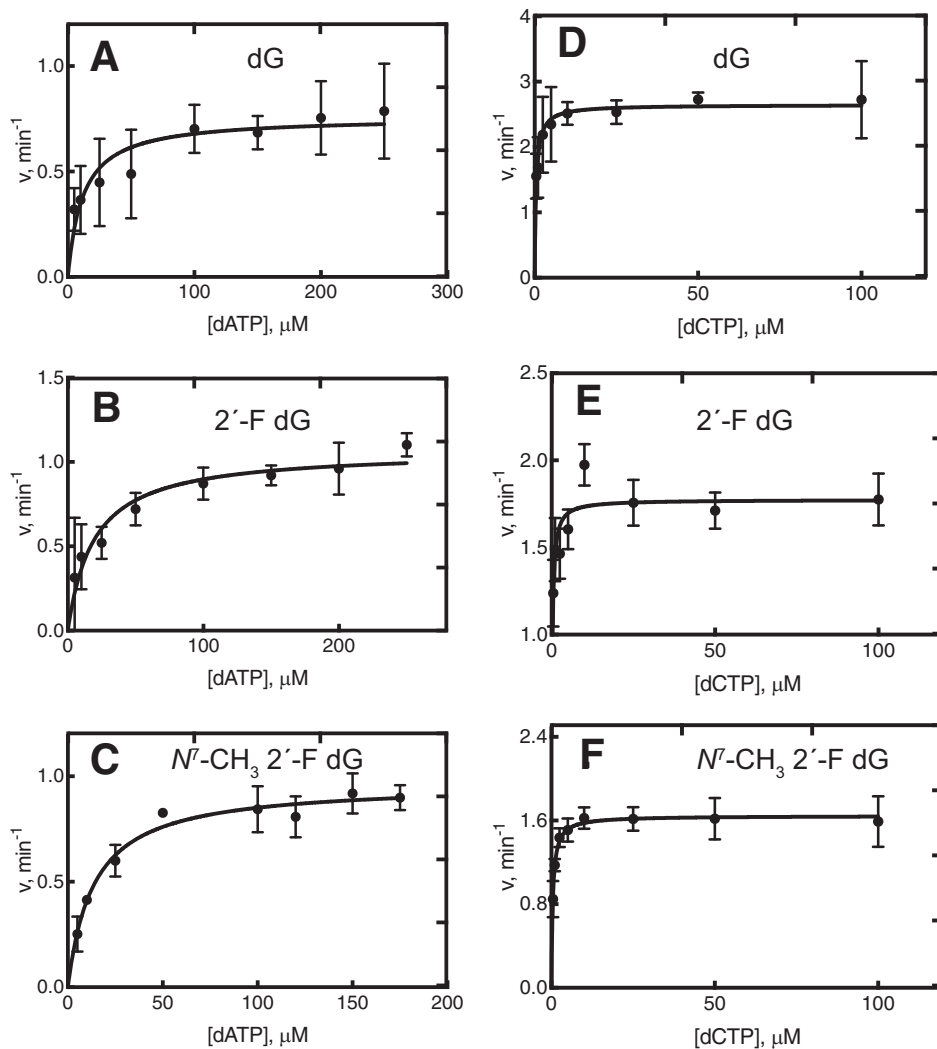 A
dG
1.0
0.5
0.0
v, min⁻¹
0
100
200
300
[dATP], μM
D
dG
4
3
2
1
0
v, min⁻¹
0
50
100
[dCTP], μM
B
2´-F dG
1.5
1.0
0.5
0.0
v, min⁻¹
0
100
200
[dATP], μM
E
2´-F dG
2.5
2.0
1.5
1.0
v, min⁻¹
0
50
100
[dCTP], μM
C
N⁷-CH₃ 2´-F dG
1.0
0.5
0.0
v, min⁻¹
0
50
100
150
200
[dATP], μM
F
N⁷-CH₃ 2´-F dG
2.4
1.6
0.8
0.0
v, min⁻¹
0
50
100
[dCTP], μM